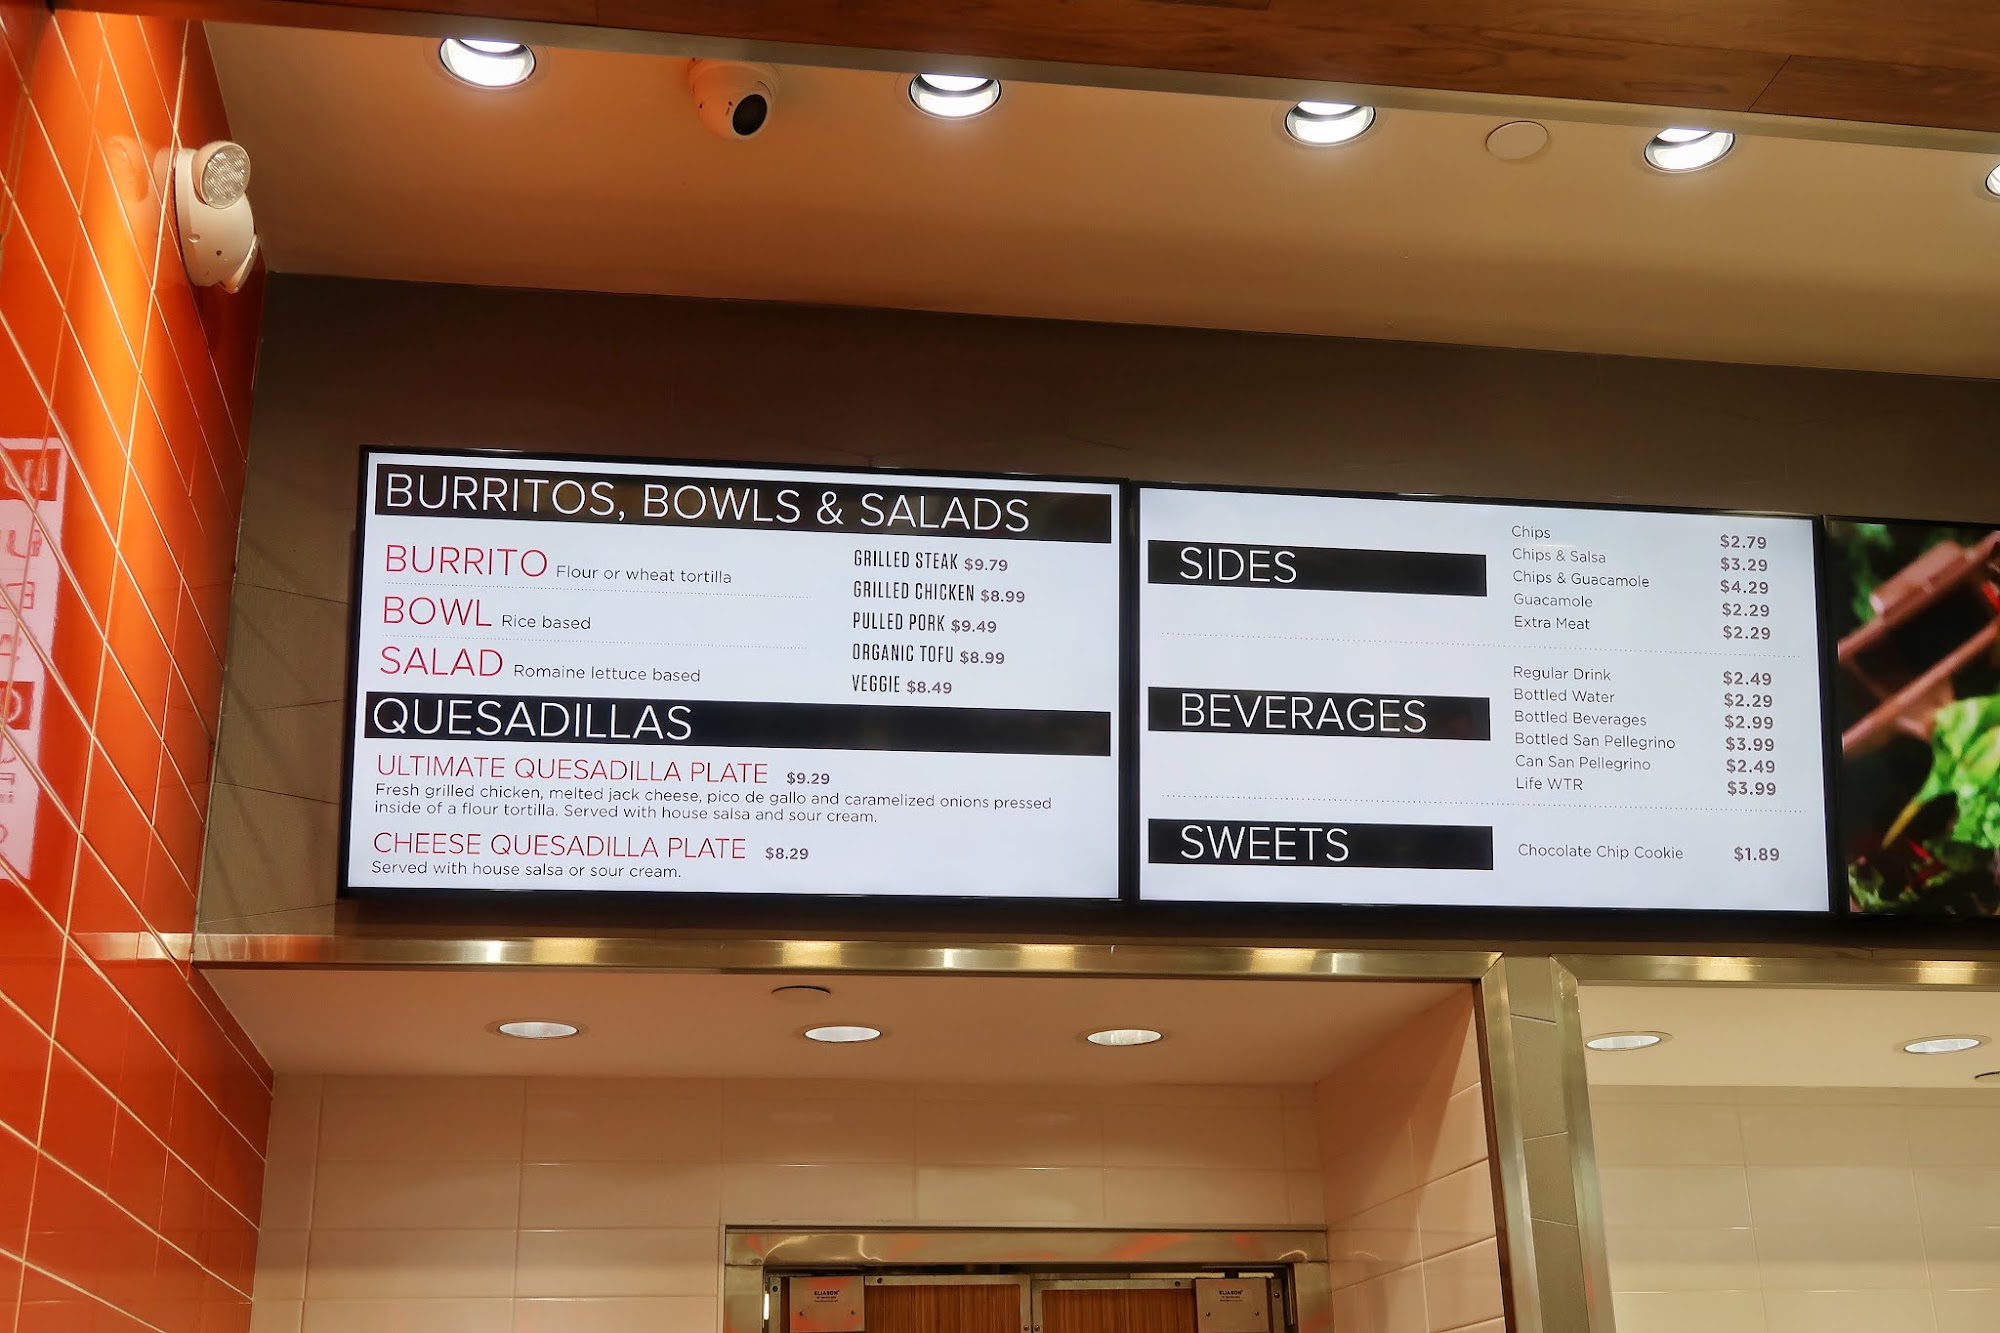 BURRITOS, BOWLS & SALADS
BURRITO Flour or wheat tortilla
BOWL Rice based
SALAD Romaine lettuce based
GRILLED STEAK $9.79
GRILLED CHICKEN $8.99
PULLED PORK $9.49
ORGANIC TOFU $8.99
VEGGIE $8.49
QUESADILLAS
ULTIMATE QUESADILLA PLATE $9.29
Fresh grilled chicken, melted jack cheese, pico de gallo and caramelized onions pressed
inside of a flour tortilla. Served with house salsa and sour cream.
CHEESE QUESADILLA PLATE $8.29
Served with house salsa or sour cream.
SIDES
Chips $2.79
Chips & Salsa $3.29
Chips & Guacamole $4.29
Guacamole $2.29
Extra Meat $2.29
BEVERAGES
Regular Drink $2.49
Bottled Water $2.29
Bottled Beverages $2.99
Bottled San Pellegrino $3.99
Can San Pellegrino $2.49
Life WTR $3.99
SWEETS
Chocolate Chip Cookie $1.89
ELIASON
ELIASON